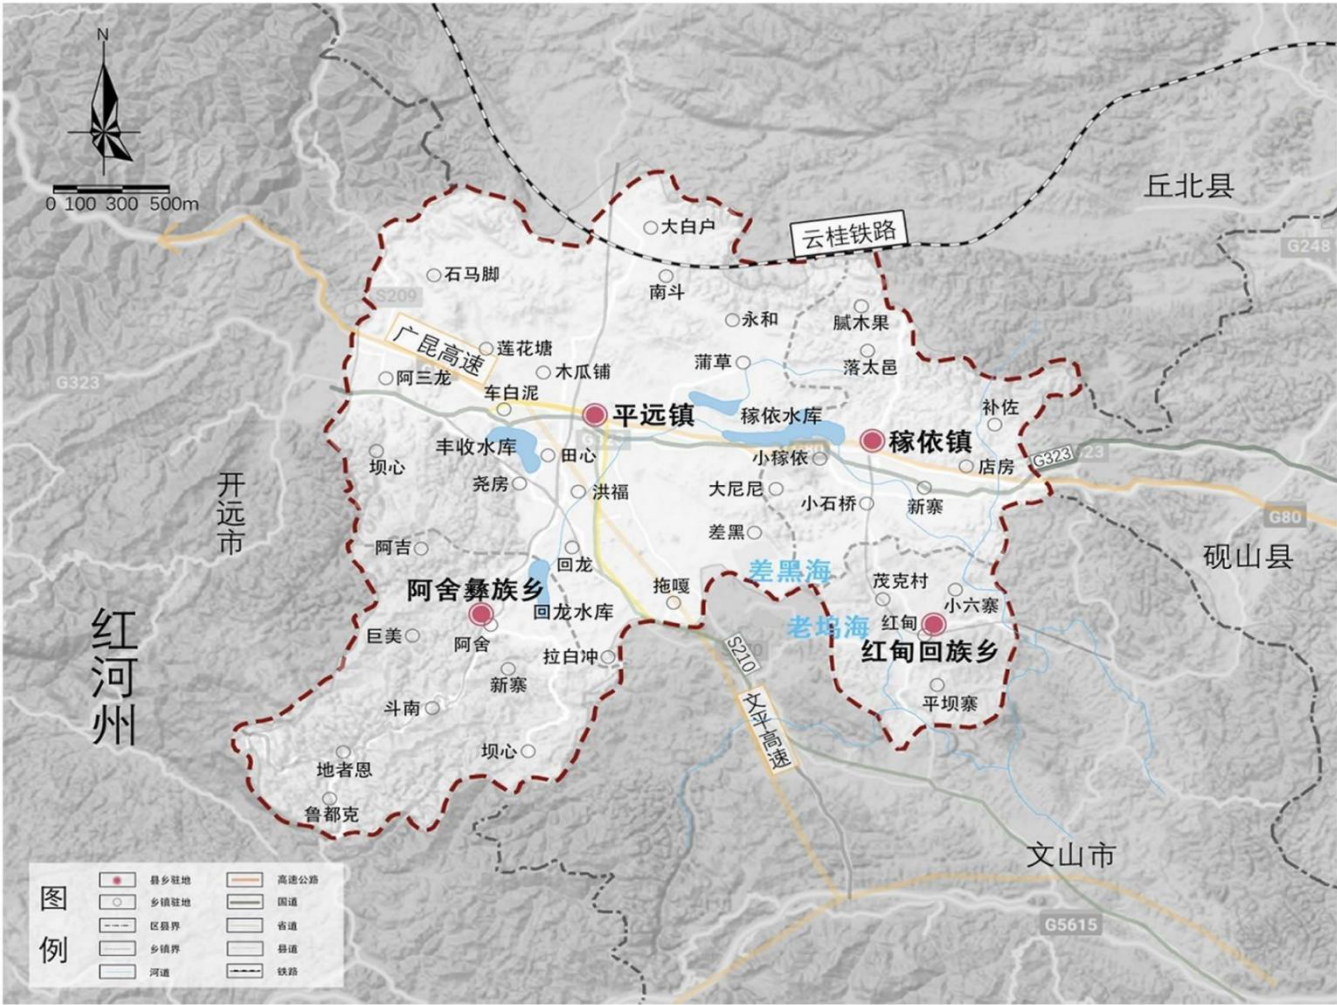 N
0 100 300 500m
丘北县
大白户
云桂铁路
G248
石马脚
南斗
S209
永和
腻木果
广昆高速
莲花塘
蒲草
落太邑
G323
阿三龙
木瓜铺
车白泥
平远镇
稼依水库
补佐
丰收水库
稼依镇
坝心
田心
小稼依
店房
G323
开远市
尧房
洪福
大尼尼
小石桥
新寨
G80
差黑
阿吉
回龙
差黑海
砚山县
阿舍彝族乡
拖嘎
茂克村
小六寨
回龙水库
老坞海
红甸
红河州
巨美
阿舍
拉白冲
S210
红甸回族乡
新寨
斗南
平坝寨
文平高速
坝心
地者恩
鲁都克
文山市
G5615
图例
县乡驻地
高速公路
乡镇驻地
国道
区县界
省道
乡镇界
县道
河道
铁路